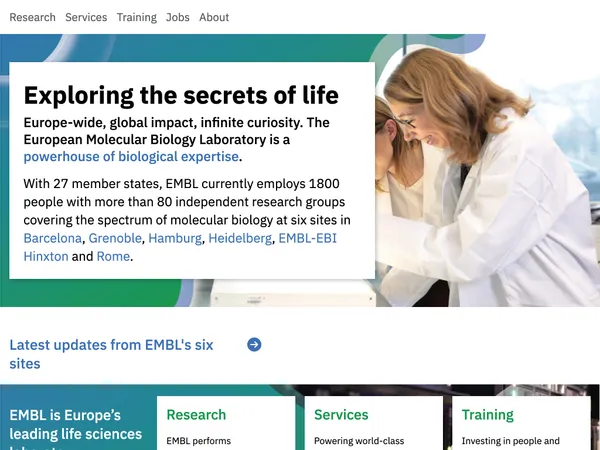 Research Services Training Jobs About
Exploring the secrets of life
Europe-wide, global impact, infinite curiosity. The
European Molecular Biology Laboratory is a
powerhouse of biological expertise.
With 27 member states, EMBL currently employs 1800
people with more than 80 independent research groups
covering the spectrum of molecular biology at six sites in
Barcelona, Grenoble, Hamburg, Heidelberg, EMBL-EBI
Hinxton and Rome.
Latest updates from EMBL's six
sites
EMBL is Europe’s
leading life sciences
Research
EMBL performs
Services
Powering world-class
Training
Investing in people and